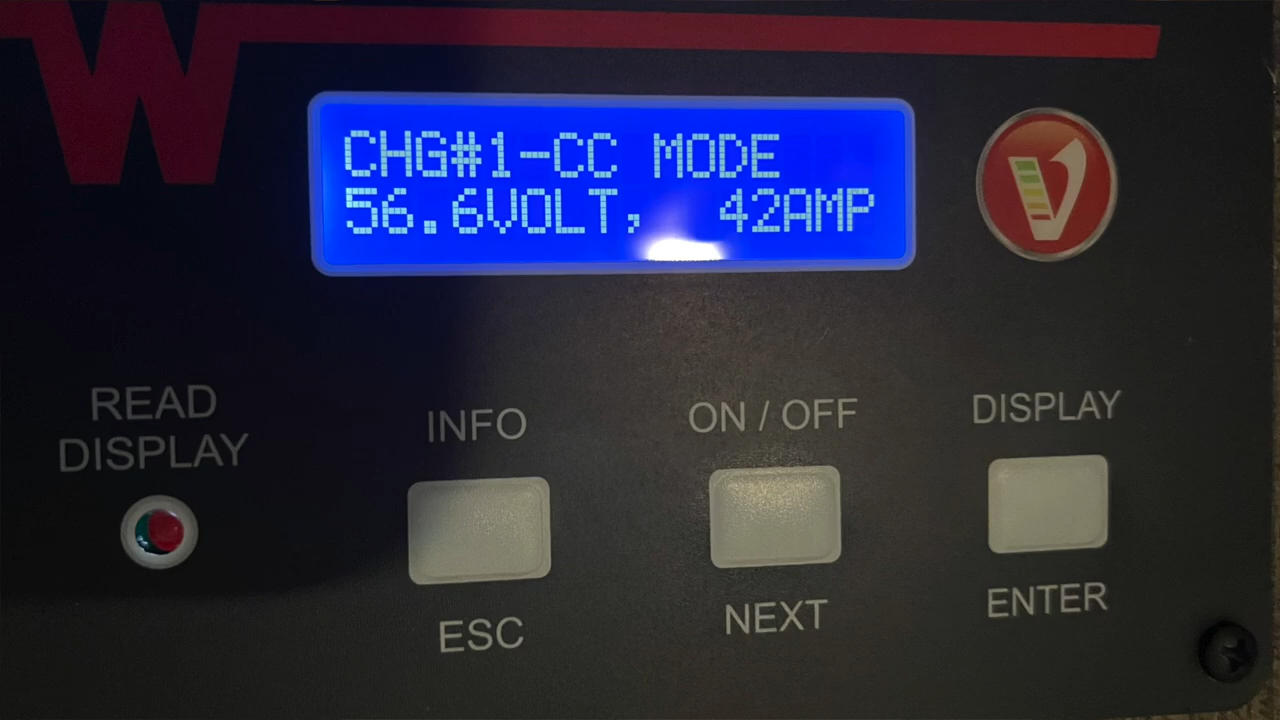 W
CHG#1-CC MODE
56.6VOLT, 42AMP
V
READ
DISPLAY
INFO
ON / OFF
DISPLAY
ESC
NEXT
ENTER